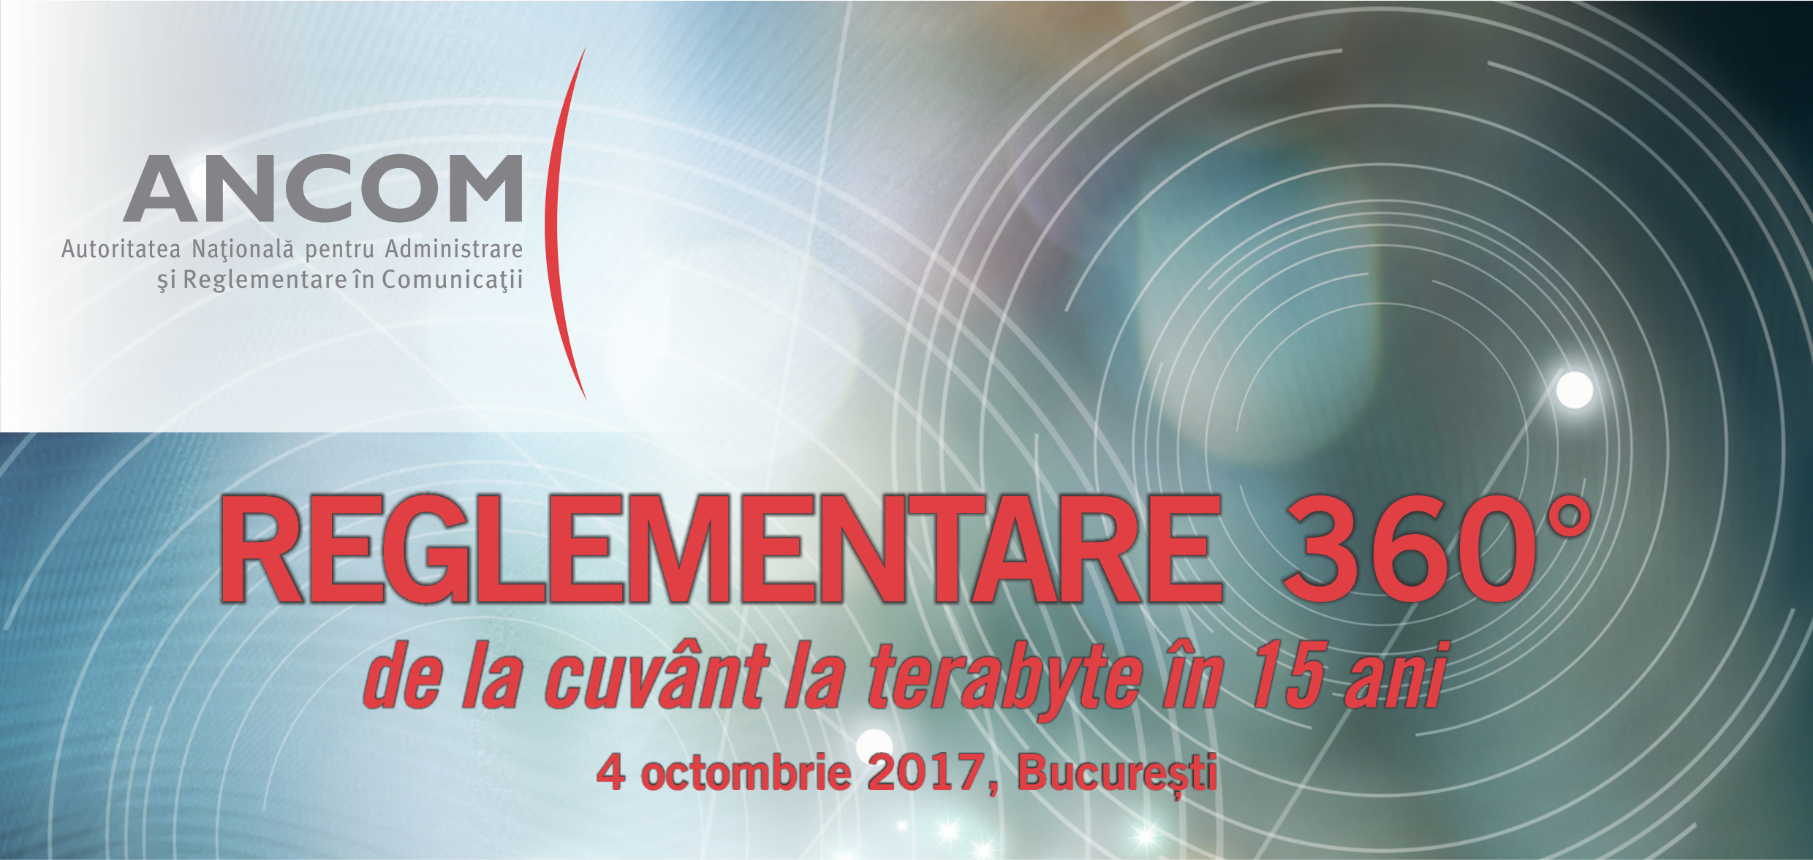 ANCOM
Autoritatea Naţională pentru Administrare
şi Reglementare în Comunicaţii
REGLEMENTARE 360°
de la cuvânt la terabyte în 15 ani
4 octombrie 2017, București